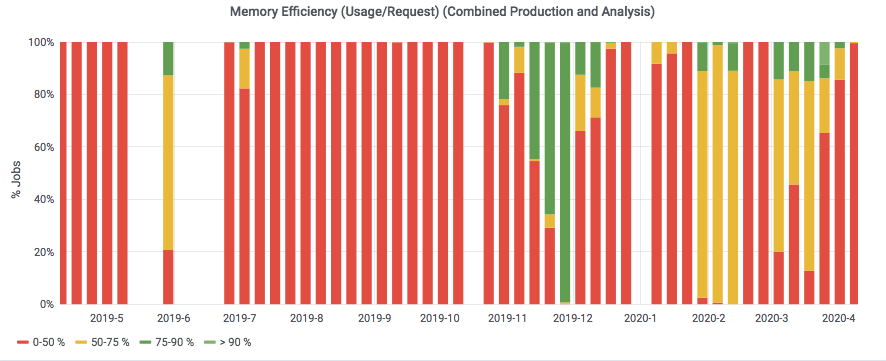 Memory Efficiency (Usage/Request) (Combined Production and Analysis)
100%
80%
60%
40%
20%
0%
% Jobs
2019-5 2019-6 2019-7 2019-8 2019-9 2019-10 2019-11 2019-12 2020-1 2020-2 2020-3 2020-4
0-50 % 50-75 % 75-90 % > 90 %